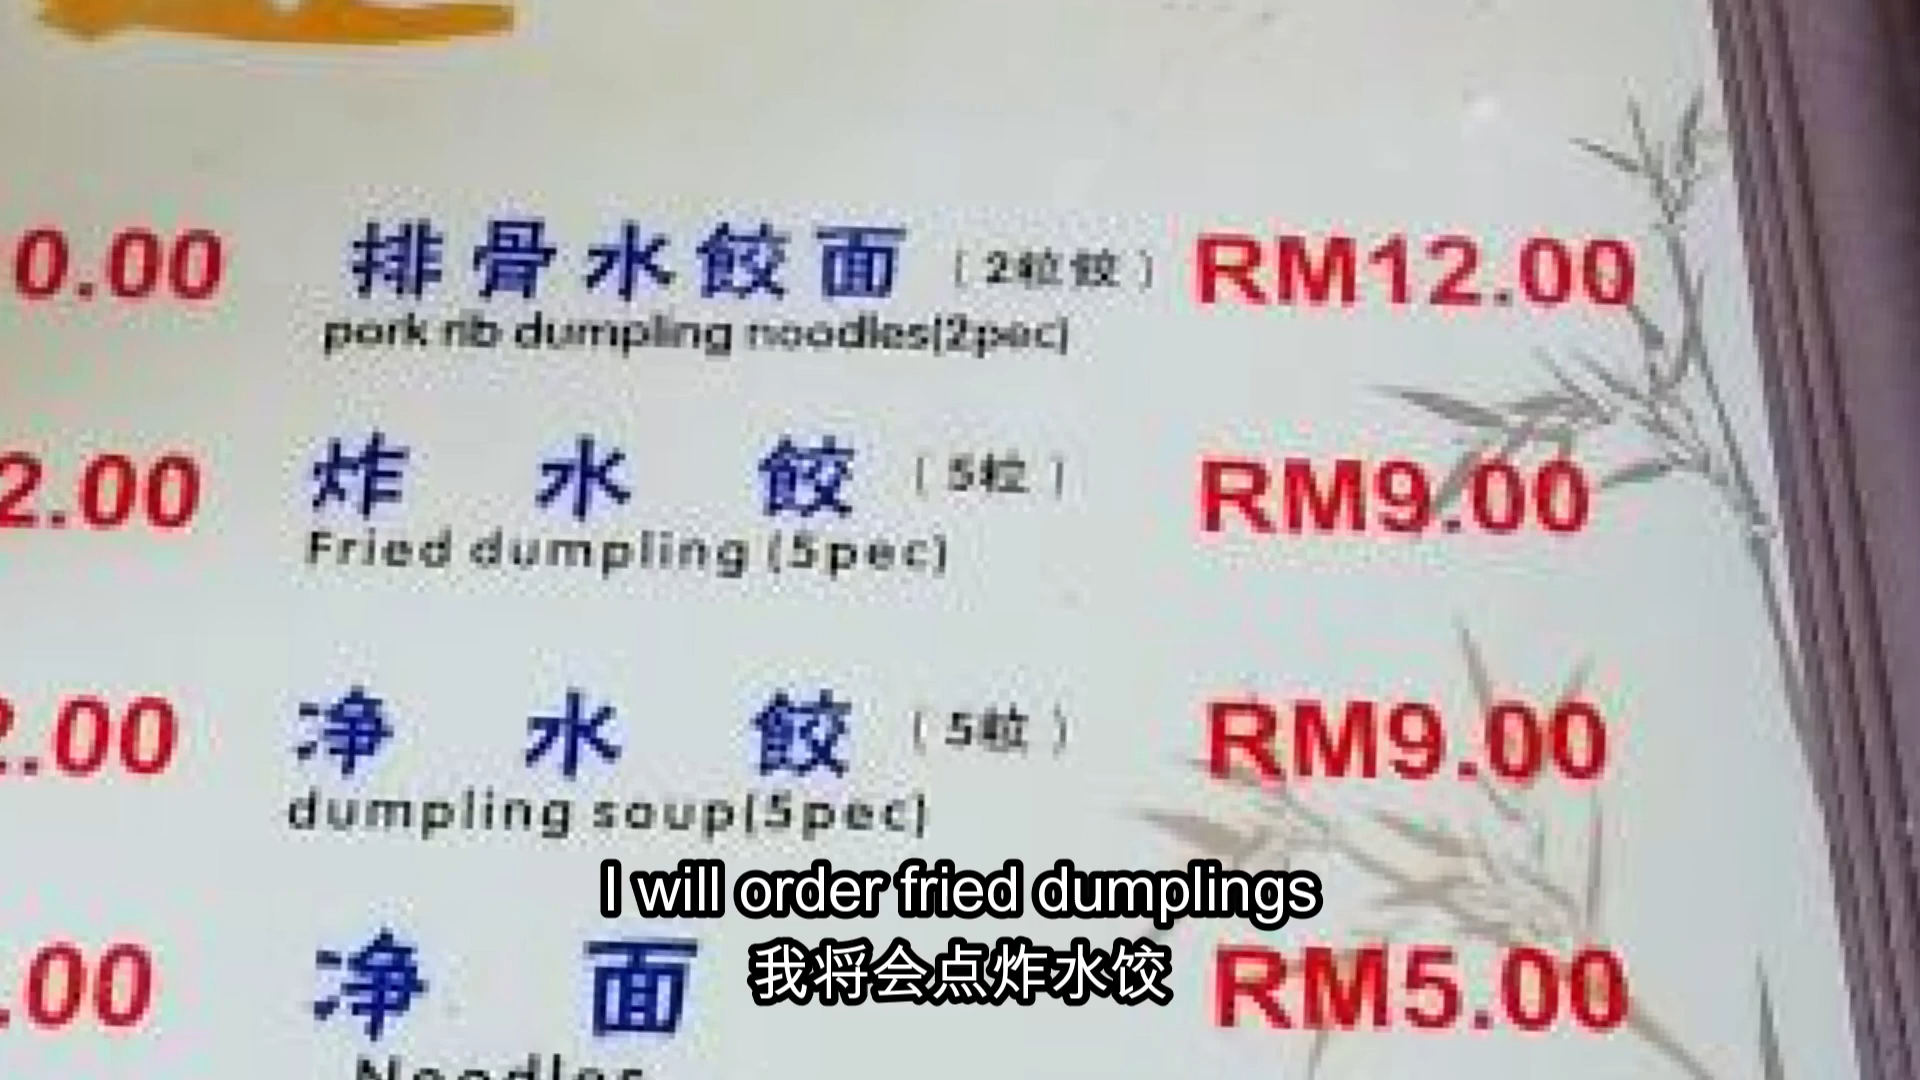 0.00 排骨水餃面 (2粒餃) RM12.00
pork rib dumpling noodles(2pec)
2.00 炸水餃 (5粒) RM9.00
Fried dumpling (5pec)
2.00 净水餃 (5粒) RM9.00
dumpling soup(5pec)
I will order fried dumplings
.00 净面 我将会点炸水饺 RM5.00
Noodles